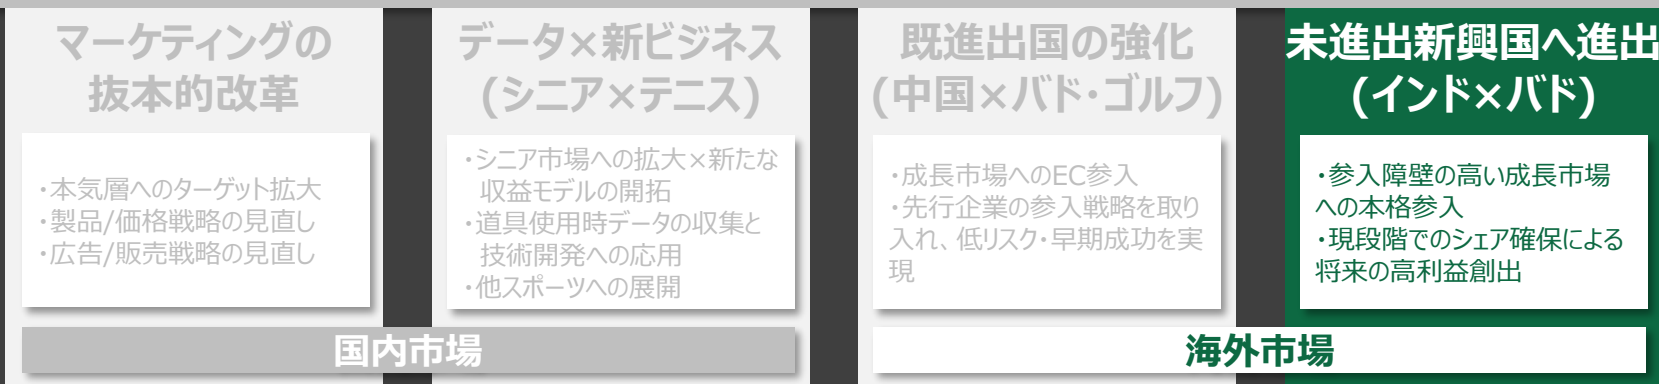 マーケティングの
抜本的改革
・本気層へのターゲット拡大
・製品/価格戦略の見直し
・広告/販売戦略の見直し
データ×新ビジネス
(シニア×テニス)
・シニア市場への拡大×新たな
収益モデルの開拓
・道具使用時データの収集と
技術開発への応用
・他スポーツへの展開
国内市場
既進出国の強化
(中国×バド・ゴルフ)
・成長市場へのEC参入
・先行企業の参入戦略を取り
入れ、低リスク・早期成功を実
現
未進出新興国へ進出
(インド×バド)
・参入障壁の高い成長市場
への本格参入
・現段階でのシェア確保による
将来の高利益創出
海外市場